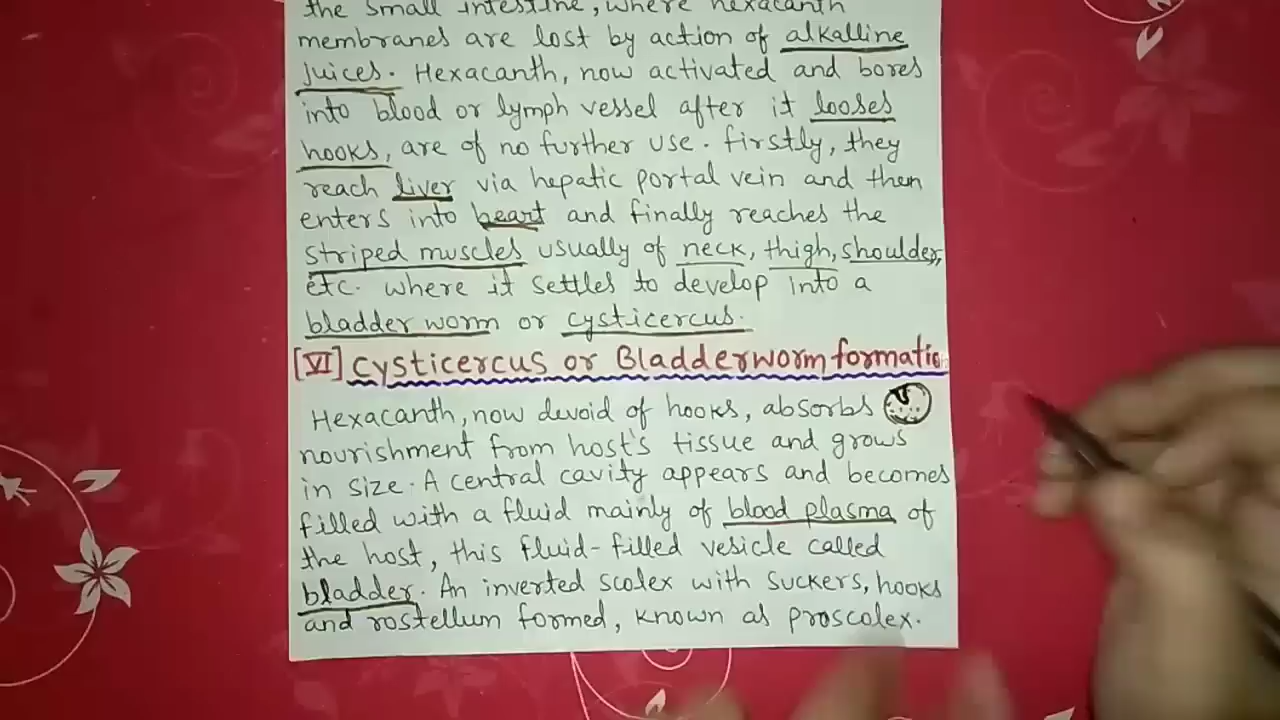 the small intestine, where hexacanth
membranes are lost by action of alkalline
juices. Hexacanth, now activated and bores
into blood or lymph vessel after it looses
hooks, are of no further use. firstly, they
reach liver via hepatic portal vein and then
enters into heart and finally reaches the
striped muscles usually of neck, thigh, shoulder,
etc. where it settles to develop into a
bladder worm or cysticercus.
[VI] Cysticercus or Bladderworm formation
Hexacanth, now devoid of hooks, absorbs
nourishment from host's tissue and grows
in size. A central cavity appears and becomes
filled with a fluid mainly of blood plasma of
the host, this fluid-filled vesicle called
bladder. An inverted scolex with suckers, hooks
and rostellum formed, known as proscolex.